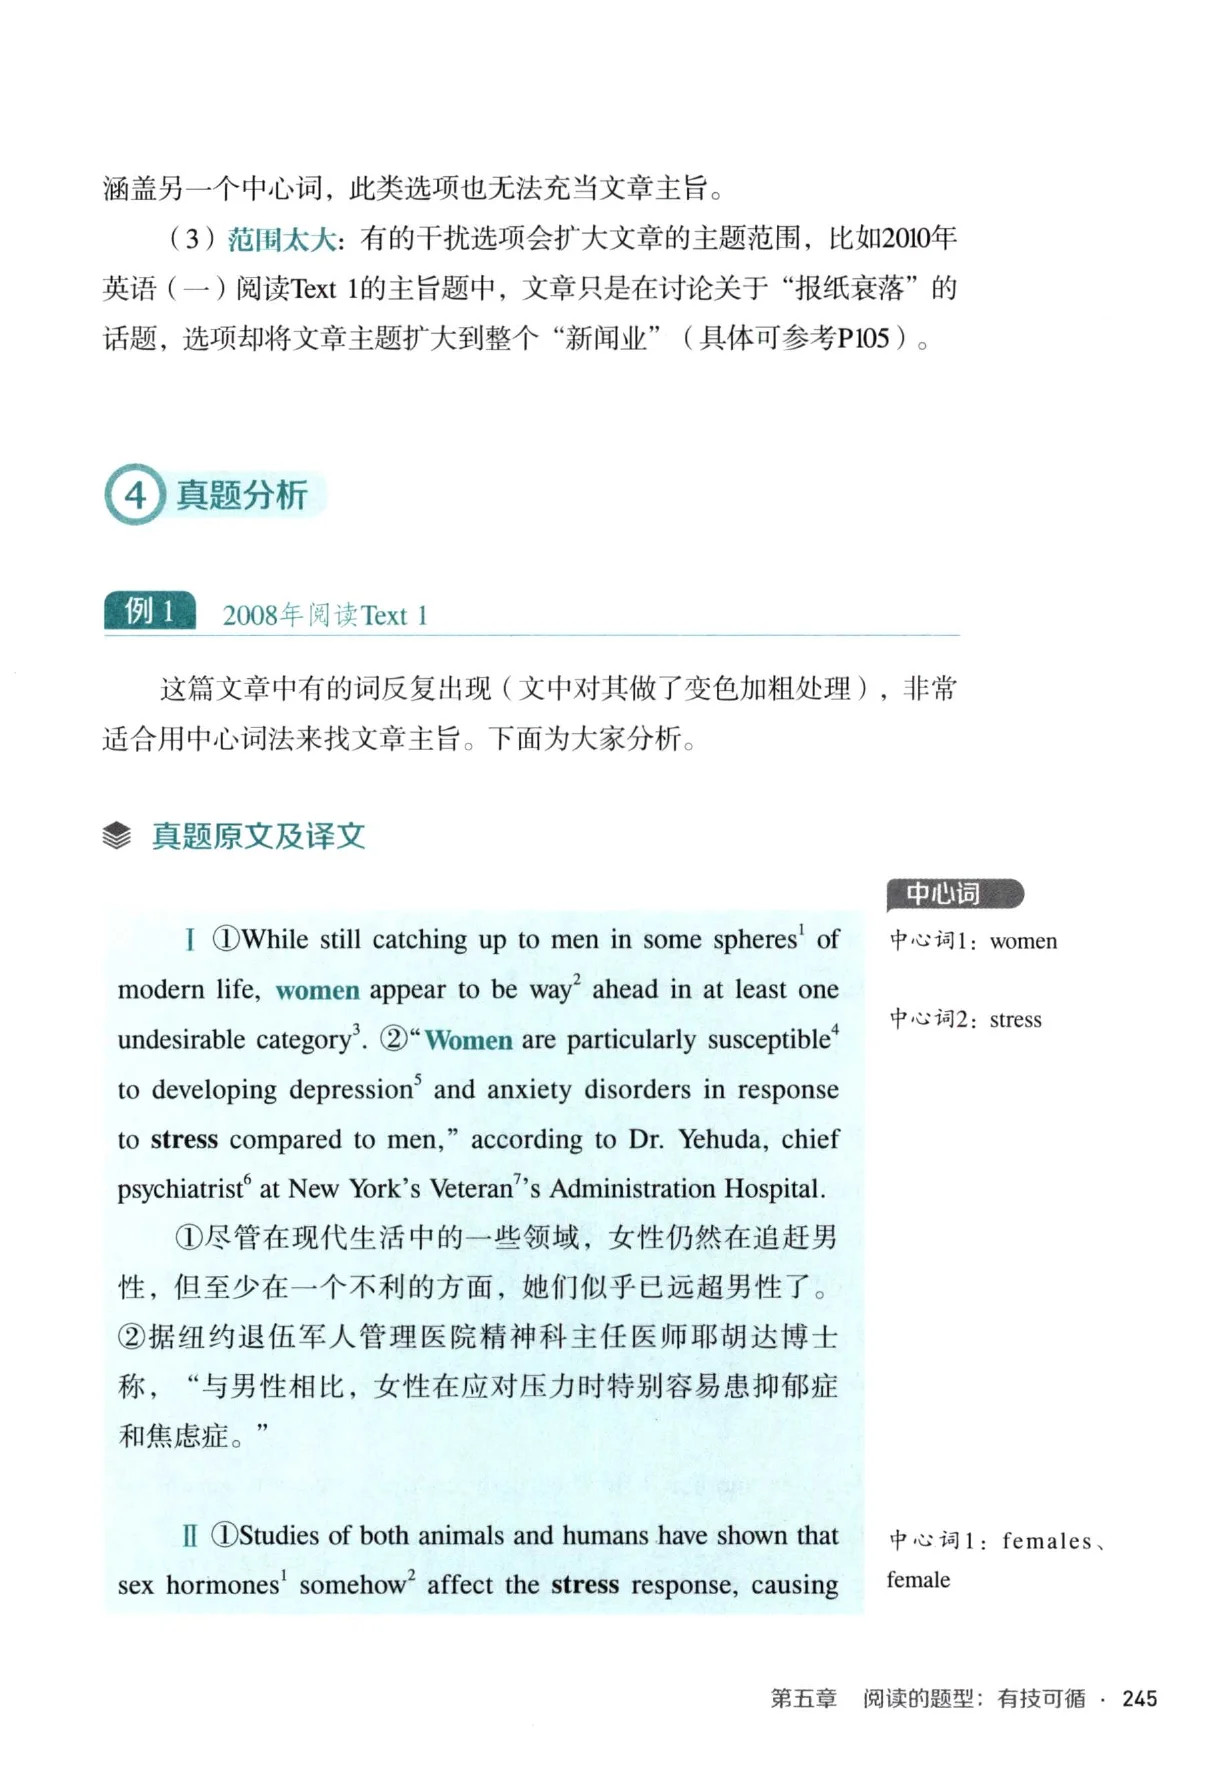 涵盖另一个中心词，此类选项也无法充当文章主旨。
（3）范围太大：有的干扰选项会扩大文章的主题范围，比如2010年
英语（一）阅读Text 1的主旨题中，文章只是在讨论关于“报纸衰落”的
话题，选项却将文章主题扩大到整个“新闻业”（具体可参考P105）。
4 真题分析
例 1 2008年阅读Text 1
这篇文章中有的词反复出现（文中对其做了变色加粗处理），非常
适合用中心词法来找文章主旨。下面为大家分析。
真题原文及译文
中心词
Ⅰ ①While still catching up to men in some spheres¹ of
中心词1：women
modern life, women appear to be way² ahead in at least one
undesirable category³. ②“Women are particularly susceptible⁴
中心词2：stress
to developing depression⁵ and anxiety disorders in response
to stress compared to men,” according to Dr. Yehuda, chief
psychiatrist⁶ at New York’s Veteran⁷’s Administration Hospital.
①尽管在现代生活中的一些领域，女性仍然在追赶男
性，但至少在一个不利的方面，她们似乎已远超男性了。
②据纽约退伍军人管理医院精神科主任医师耶胡达博士
称，“与男性相比，女性在应对压力时特别容易患抑郁症
和焦虑症。”
Ⅱ ①Studies of both animals and humans have shown that
中心词1：females、
sex hormones¹ somehow² affect the stress response, causing
female
第五章 阅读的题型：有技可循 · 245